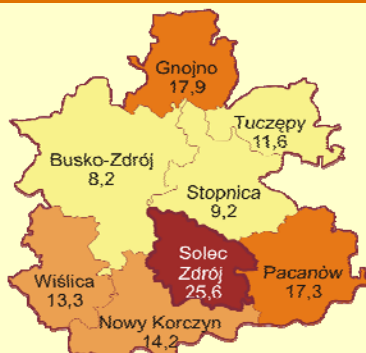 Gnojno
17,9
Tuczępy
11,6
Busko-Zdrój
8,2
Stopnica
9,2
Solec
Zdrój
25,6
Wiślica
13,3
Pacanów
17,3
Nowy Korczyn
14,2